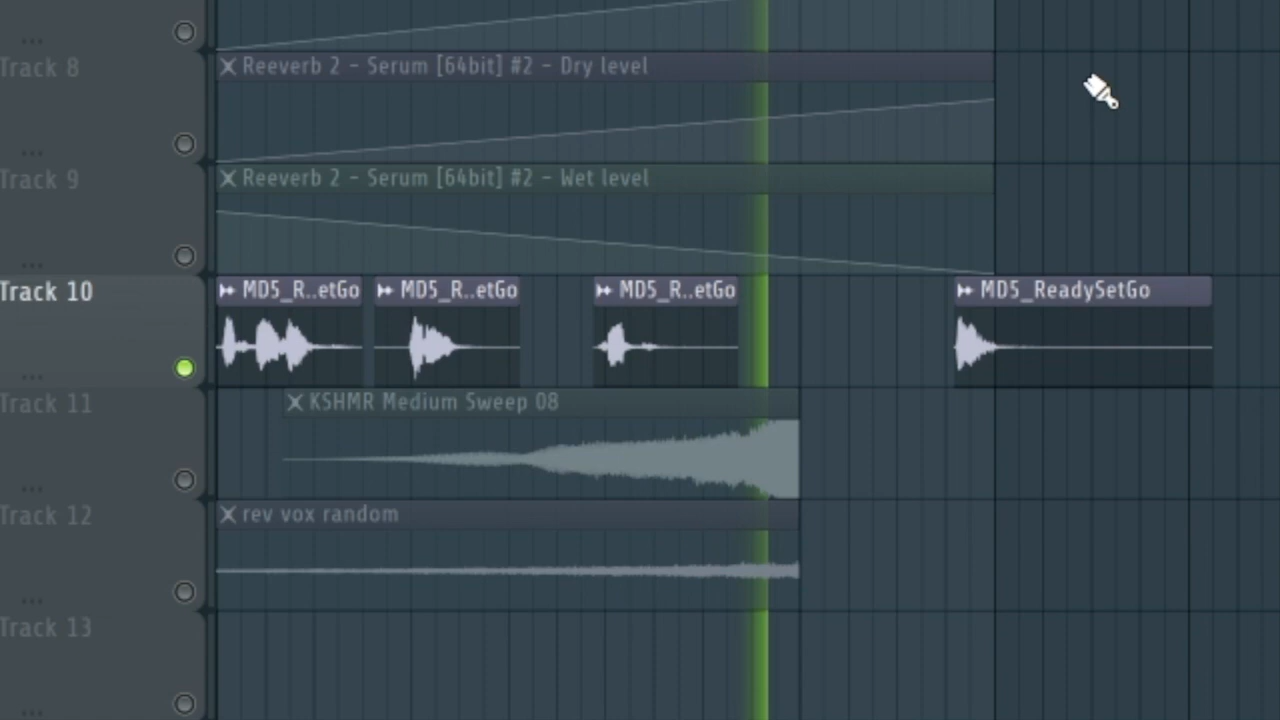 Track 8
Reeverb 2 - Serum [64bit] #2 - Dry level
Track 9
Reeverb 2 - Serum [64bit] #2 - Wet level
Track 10
MD5_R..etGo
MD5_R..etGo
MD5_R..etGo
MD5_ReadySetGo
Track 11
KSHMR Medium Sweep 08
Track 12
rev vox random
Track 13